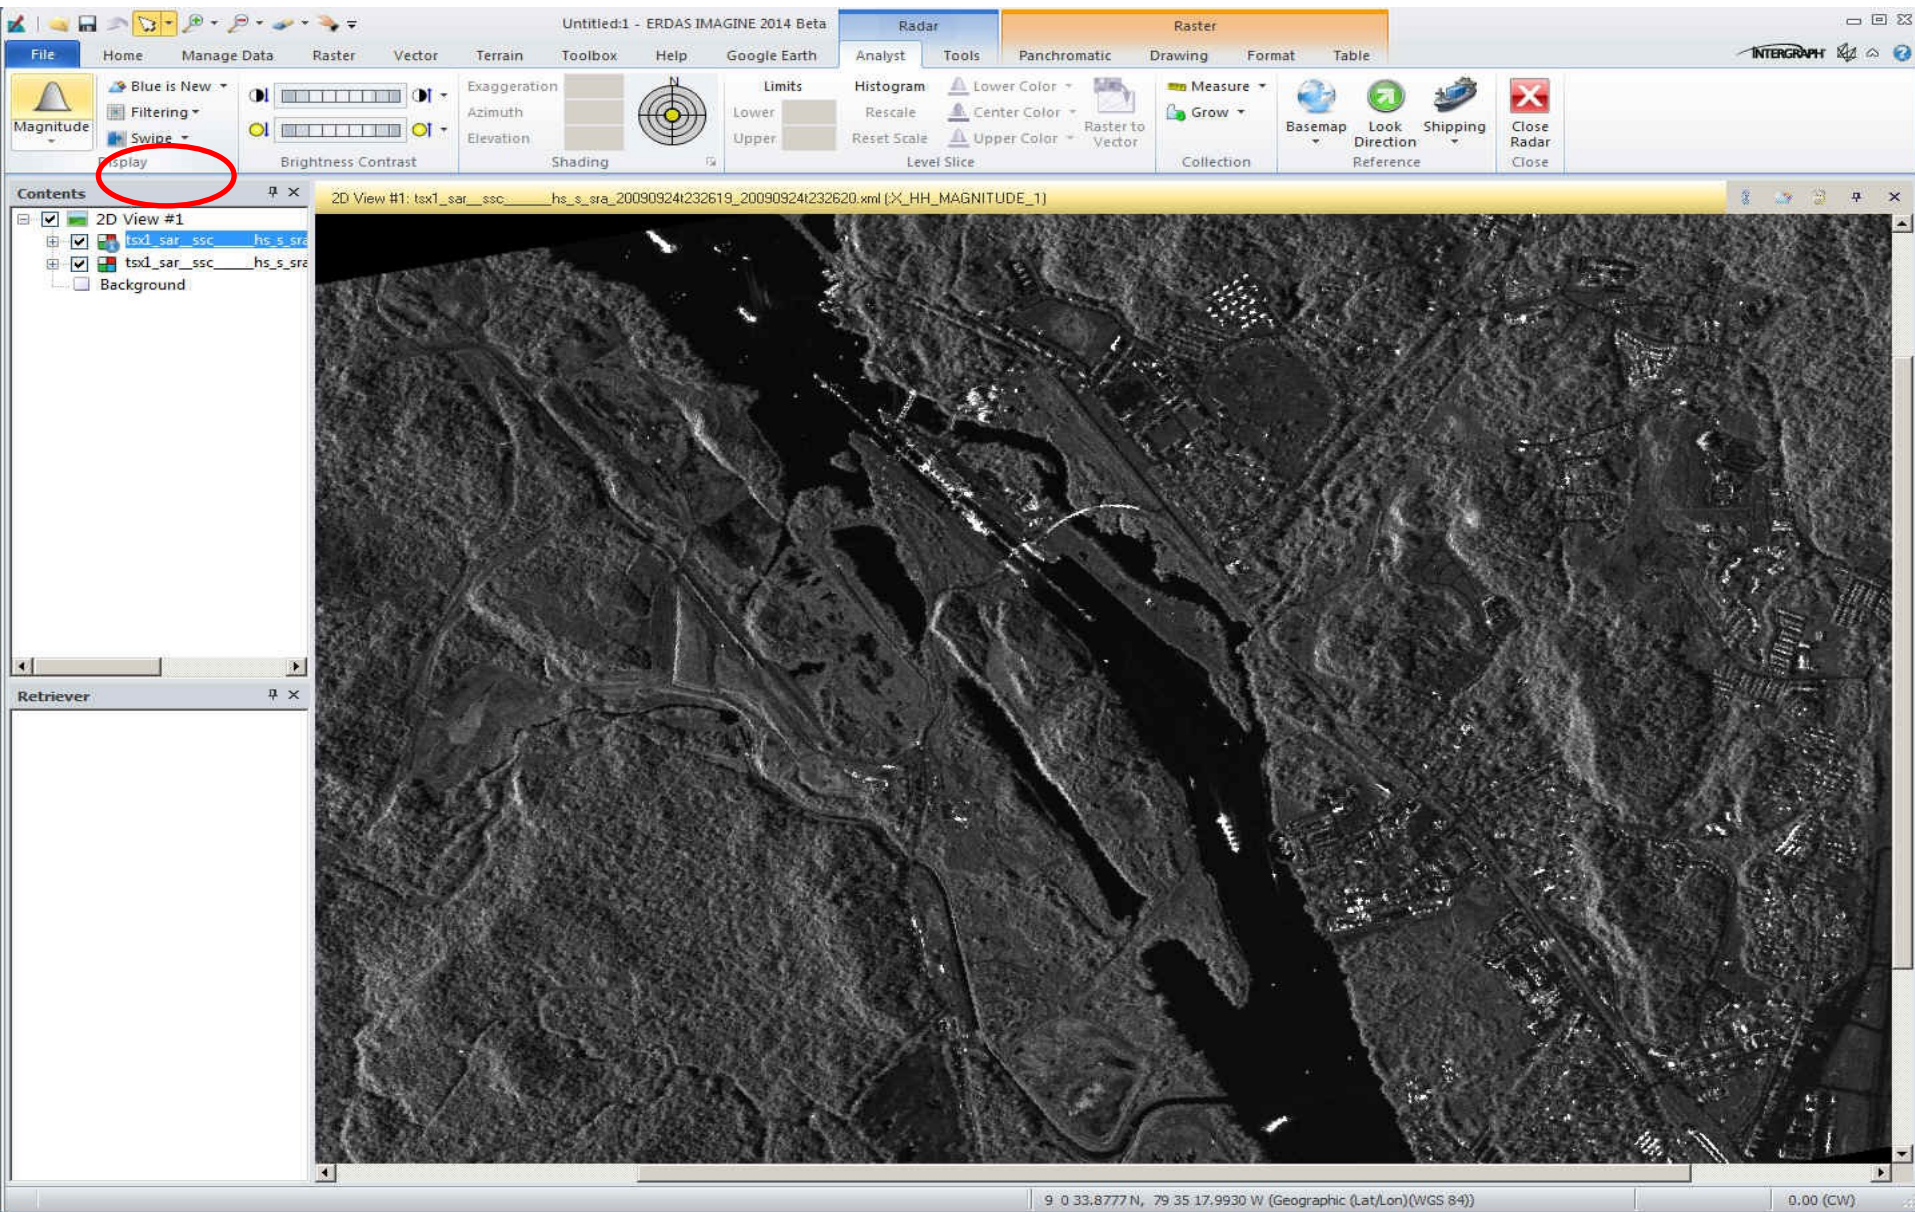 Untitled:1 - ERDAS IMAGINE 2014 Beta
Radar
Raster
File Home Manage Data Raster Vector Terrain Toolbox Help Google Earth Analyst Tools Panchromatic Drawing Format Table
INTERGRAPH
Magnitude
Blue is New
Filtering
Swipe
Display
Brightness Contrast
Exaggeration
Azimuth
Elevation
N
Shading
Limits
Lower
Upper
Histogram
Rescale
Reset Scale
Lower Color
Center Color
Upper Color
Raster to
Vector
Level Slice
Measure
Grow
Collection
Basemap
Look
Direction
Shipping
Reference
Close
Radar
Close
Contents
2D View #1
tsx1_sar__ssc______hs_s_sra
tsx1_sar__ssc______hs_s_sra
Background
Retriever
2D View #1: tsx1_sar__ssc______hs_s_sra_20090924t232619_20090924t232620.xml (:X_HH_MAGNITUDE_1)
9 0 33.8777 N, 79 35 17.9930 W (Geographic (Lat/Lon)(WGS 84))
0.00 (CW)